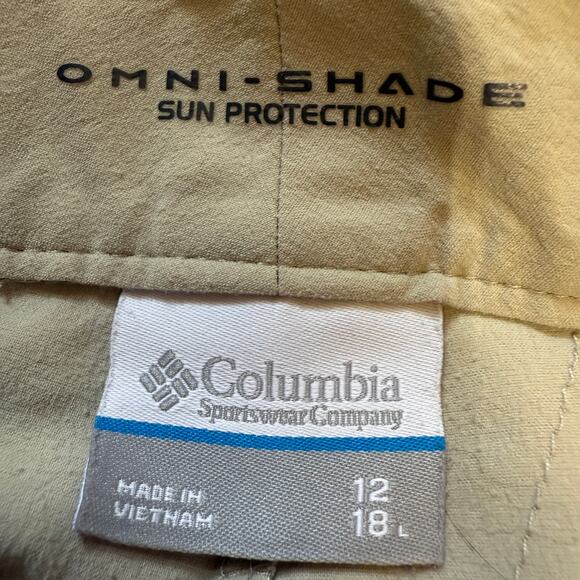 OMNI-SHADE
SUN PROTECTION
Columbia
Sportswear Company
MADE IN
VIETNAM
12
18 L